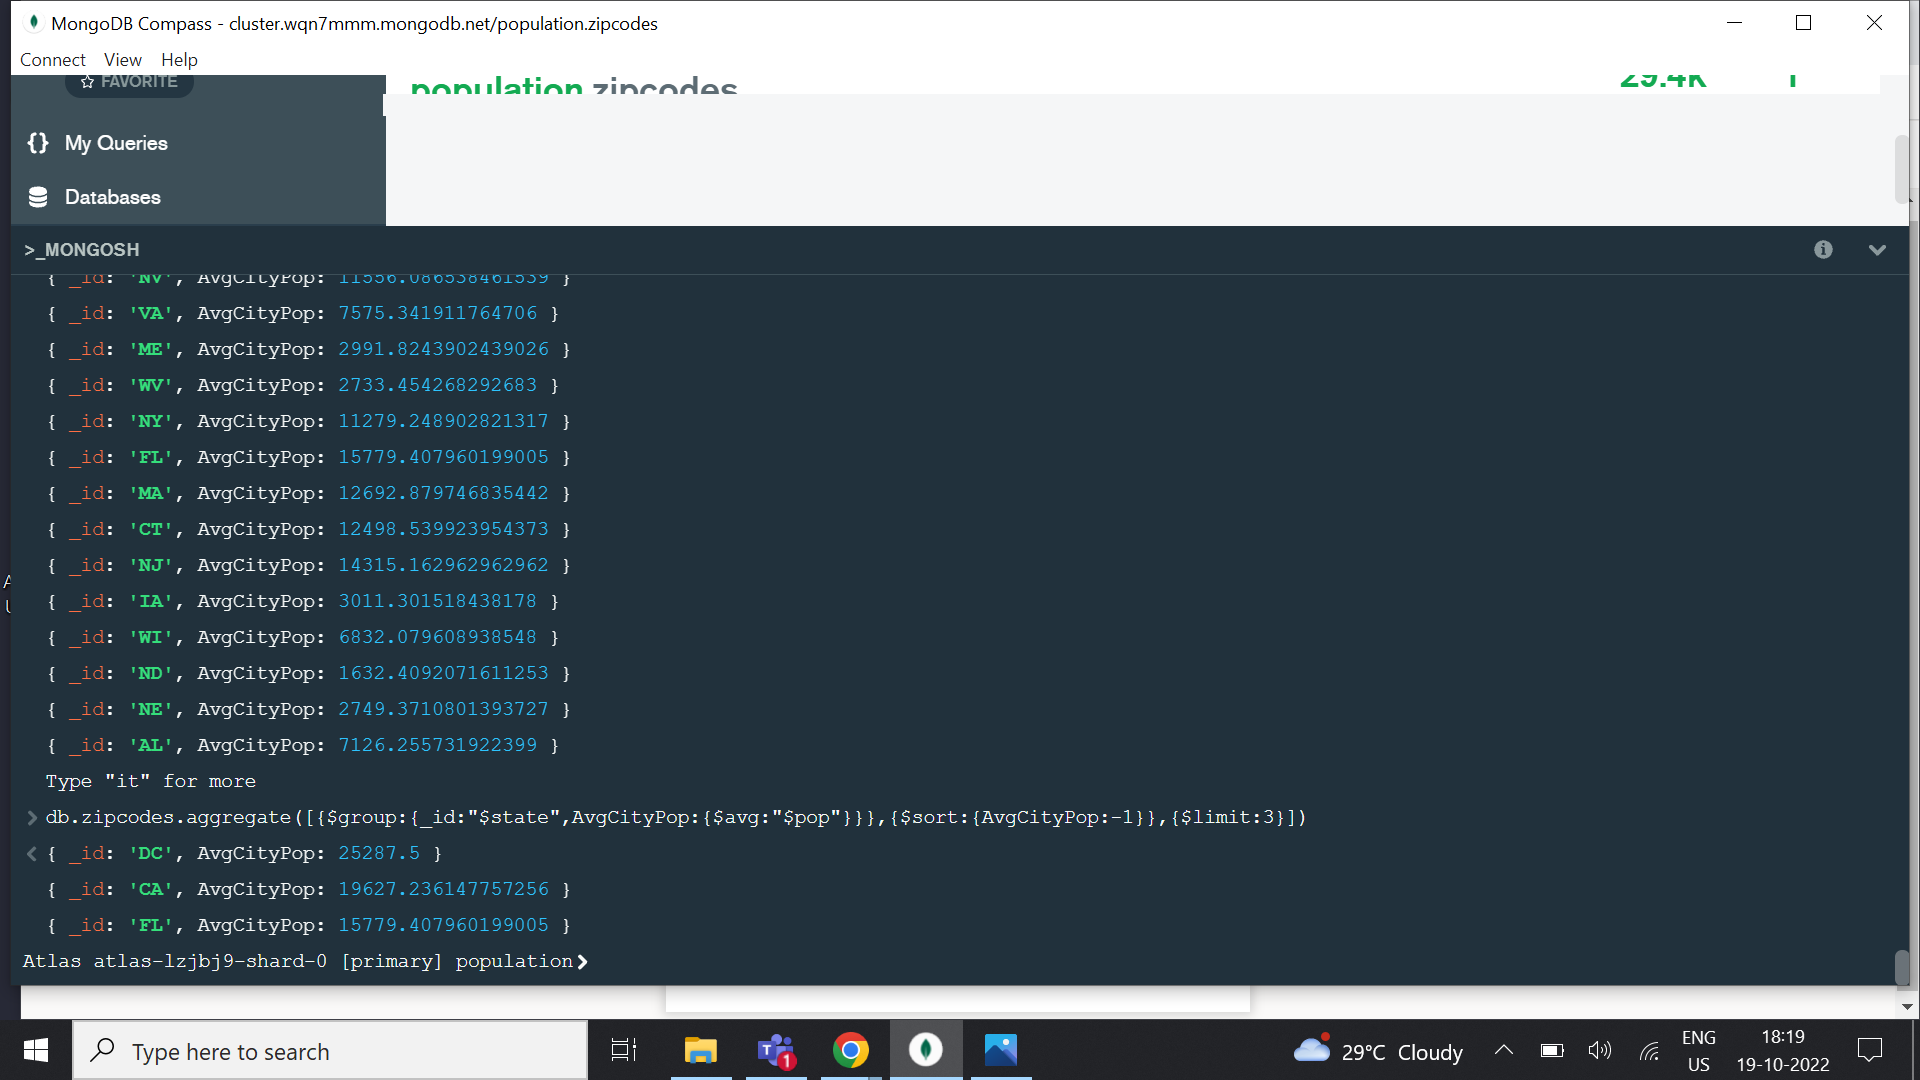 MongoDB Compass - cluster.wqn7mmm.mongodb.net/population.zipcodes
Connect View Help
FAVORITE
population.zipcodes
29.4K
My Queries
Databases
>_MONGOSH
{ _id: 'NV', AvgCityPop: 11556.086538461539 }
{ _id: 'VA', AvgCityPop: 7575.341911764706 }
{ _id: 'ME', AvgCityPop: 2991.8243902439026 }
{ _id: 'WV', AvgCityPop: 2733.454268292683 }
{ _id: 'NY', AvgCityPop: 11279.248902821317 }
{ _id: 'FL', AvgCityPop: 15779.407960199005 }
{ _id: 'MA', AvgCityPop: 12692.879746835442 }
{ _id: 'CT', AvgCityPop: 12498.539923954373 }
{ _id: 'NJ', AvgCityPop: 14315.162962962962 }
{ _id: 'IA', AvgCityPop: 3011.301518438178 }
{ _id: 'WI', AvgCityPop: 6832.079608938548 }
{ _id: 'ND', AvgCityPop: 1632.4092071611253 }
{ _id: 'NE', AvgCityPop: 2749.3710801393727 }
{ _id: 'AL', AvgCityPop: 7126.255731922399 }
Type "it" for more
> db.zipcodes.aggregate([{$group:{_id:"$state",AvgCityPop:{$avg:"$pop"}}},{$sort:{AvgCityPop:-1}},{$limit:3}])
< { _id: 'DC', AvgCityPop: 25287.5 }
{ _id: 'CA', AvgCityPop: 19627.236147757256 }
{ _id: 'FL', AvgCityPop: 15779.407960199005 }
Atlas atlas-lzjbj9-shard-0 [primary] population>
Type here to search
1
29°C Cloudy
ENG
US
18:19
19-10-2022